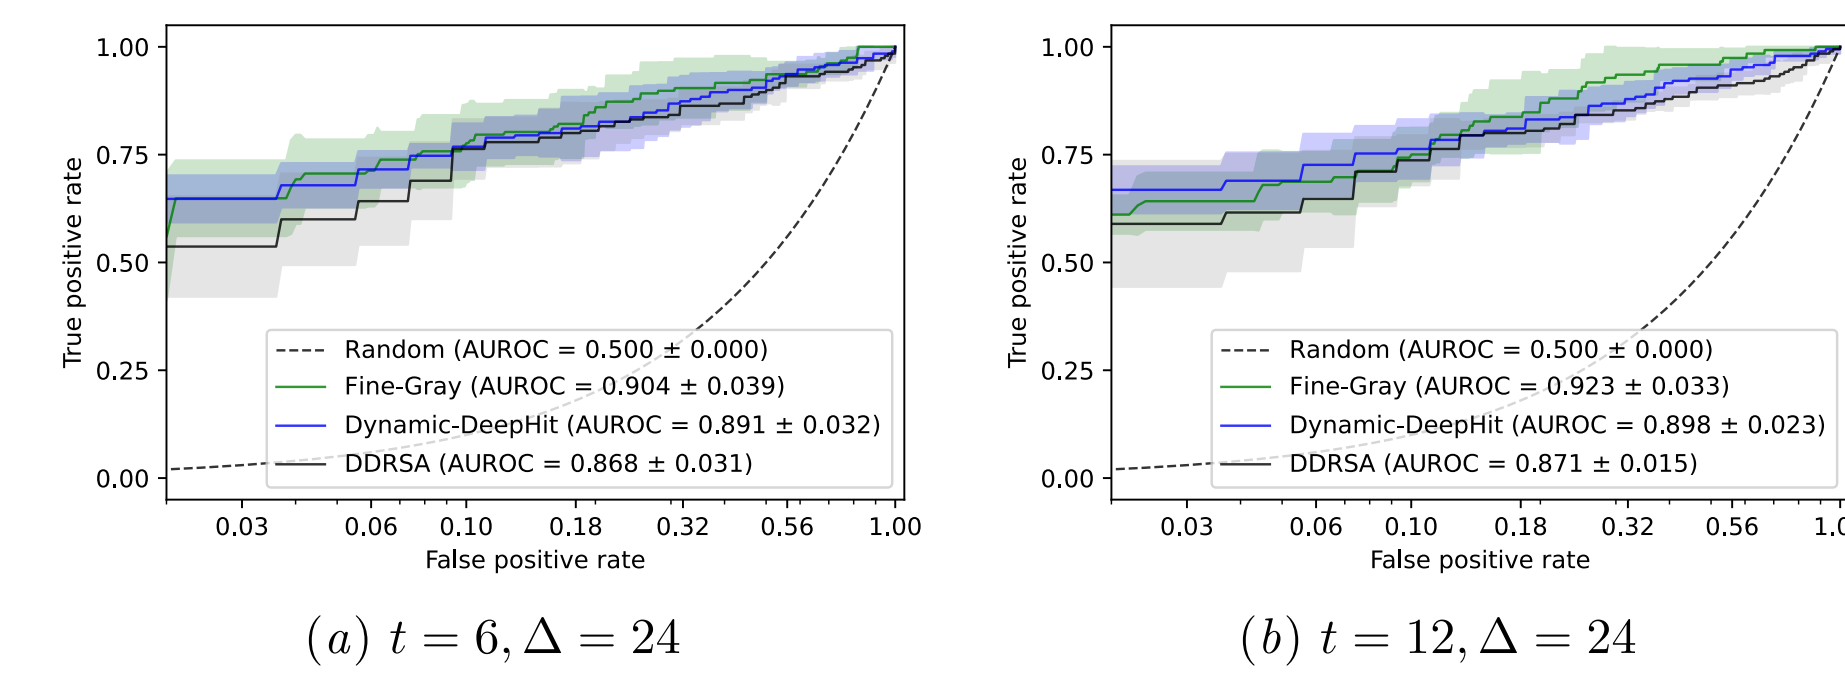 1.00
0.75
0.50
0.25
0.00
True positive rate
Random (AUROC = 0.500 ± 0.000)
Fine-Gray (AUROC = 0.904 ± 0.039)
Dynamic-DeepHit (AUROC = 0.891 ± 0.032)
DDRSA (AUROC = 0.868 ± 0.031)
0.03 0.06 0.10 0.18 0.32 0.56 1.00
False positive rate
(a) t = 6, Δ = 24
1.00
0.75
0.50
0.25
0.00
True positive rate
Random (AUROC = 0.500 ± 0.000)
Fine-Gray (AUROC = 0.923 ± 0.033)
Dynamic-DeepHit (AUROC = 0.898 ± 0.023)
DDRSA (AUROC = 0.871 ± 0.015)
0.03 0.06 0.10 0.18 0.32 0.56 1.0
False positive rate
(b) t = 12, Δ = 24